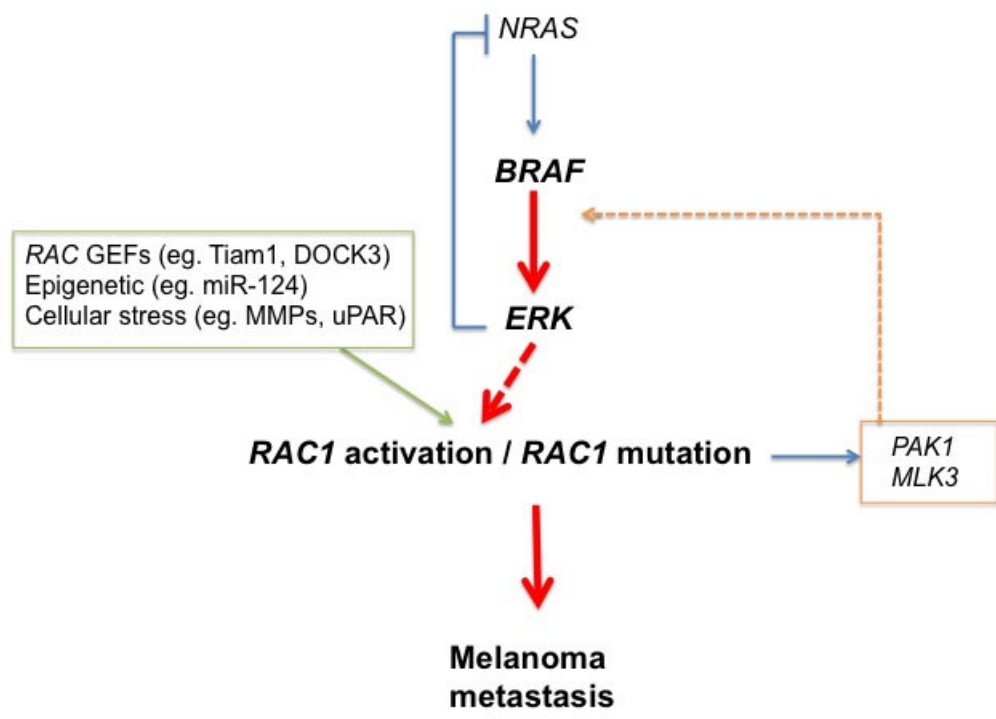 NRAS
BRAF
RAC GEFs (eg. Tiam1, DOCK3)
Epigenetic (eg. miR-124)
Cellular stress (eg. MMPs, uPAR)
ERK
RAC1 activation / RAC1 mutation
PAK1
MLK3
Melanoma
metastasis